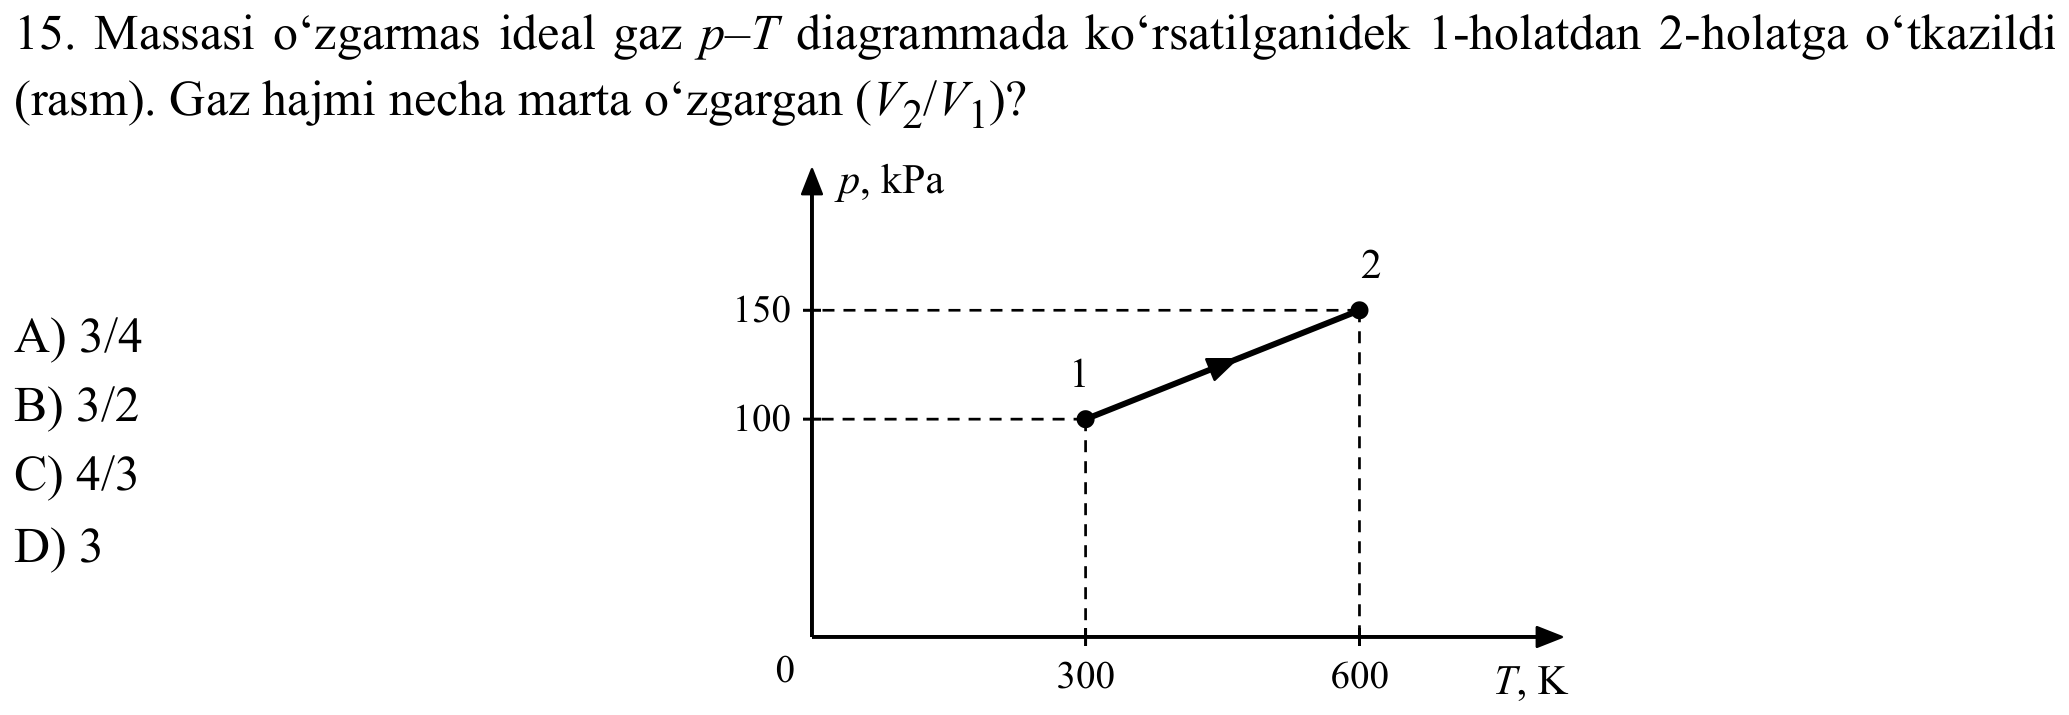 15. Massasi o‘zgarmas ideal gaz p–T diagrammada ko‘rsatilganidek 1-holatdan 2-holatga o‘tkazildi
(rasm). Gaz hajmi necha marta o‘zgargan (V₂/V₁)?
p, kPa
2
150
1
100
0
300
600
T, K
A) 3/4
B) 3/2
C) 4/3
D) 3